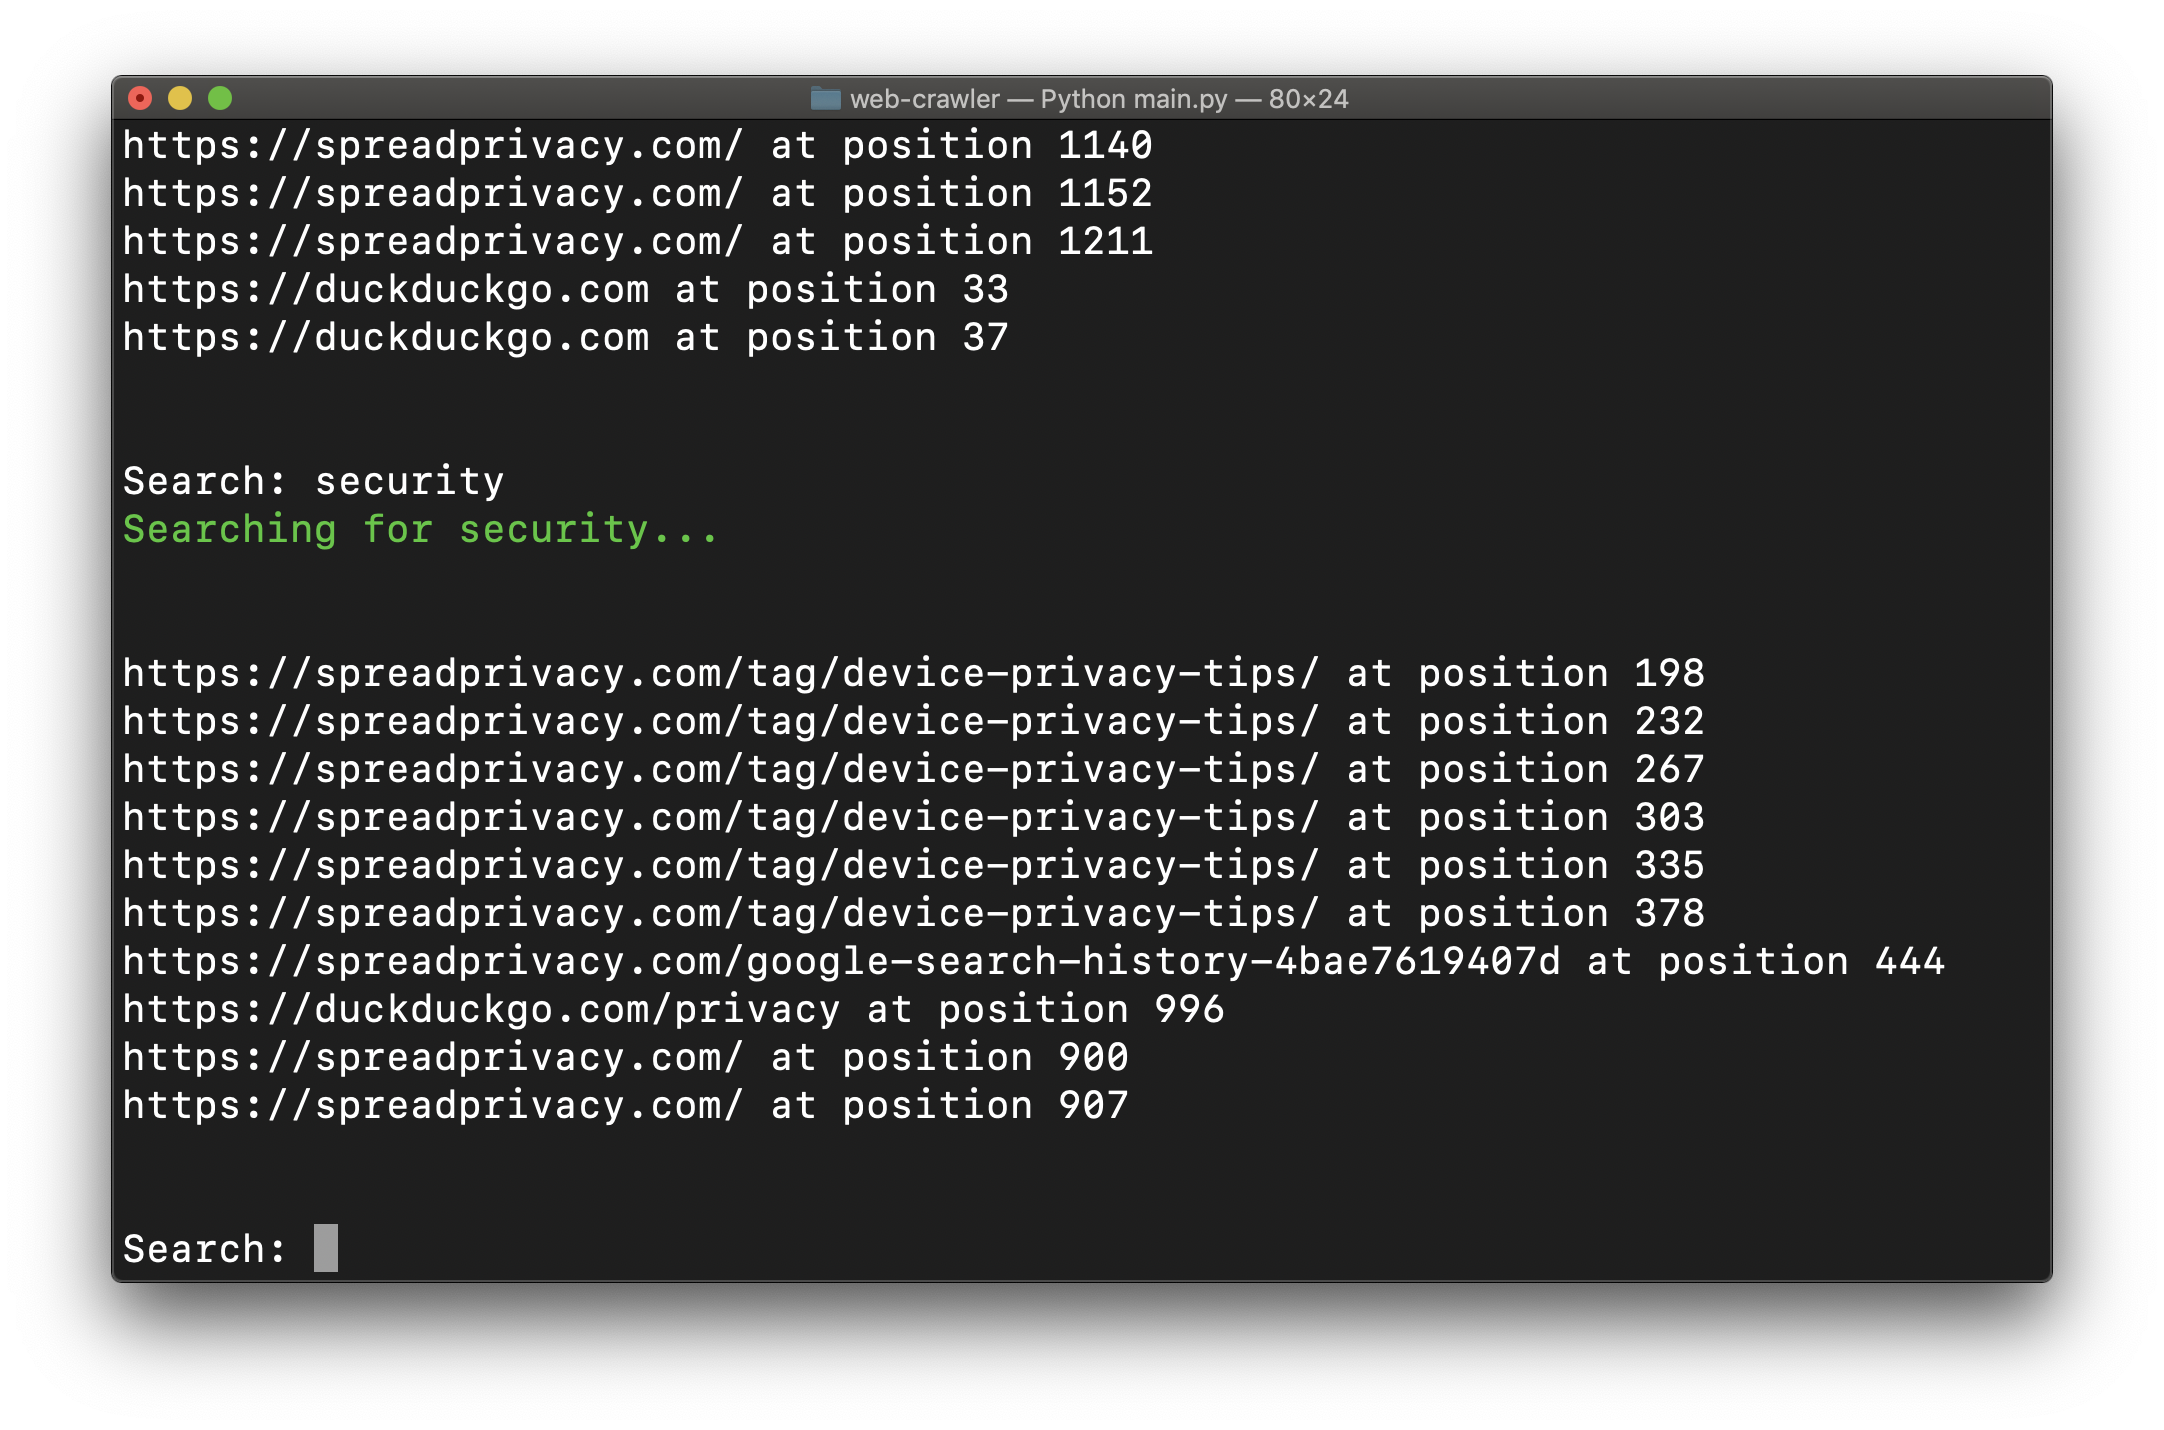 web-crawler — Python main.py — 80×24
https://spreadprivacy.com/ at position 1140
https://spreadprivacy.com/ at position 1152
https://spreadprivacy.com/ at position 1211
https://duckduckgo.com at position 33
https://duckduckgo.com at position 37
Search: security
Searching for security...
https://spreadprivacy.com/tag/device-privacy-tips/ at position 198
https://spreadprivacy.com/tag/device-privacy-tips/ at position 232
https://spreadprivacy.com/tag/device-privacy-tips/ at position 267
https://spreadprivacy.com/tag/device-privacy-tips/ at position 303
https://spreadprivacy.com/tag/device-privacy-tips/ at position 335
https://spreadprivacy.com/tag/device-privacy-tips/ at position 378
https://spreadprivacy.com/google-search-history-4bae7619407d at position 444
https://duckduckgo.com/privacy at position 996
https://spreadprivacy.com/ at position 900
https://spreadprivacy.com/ at position 907
Search: